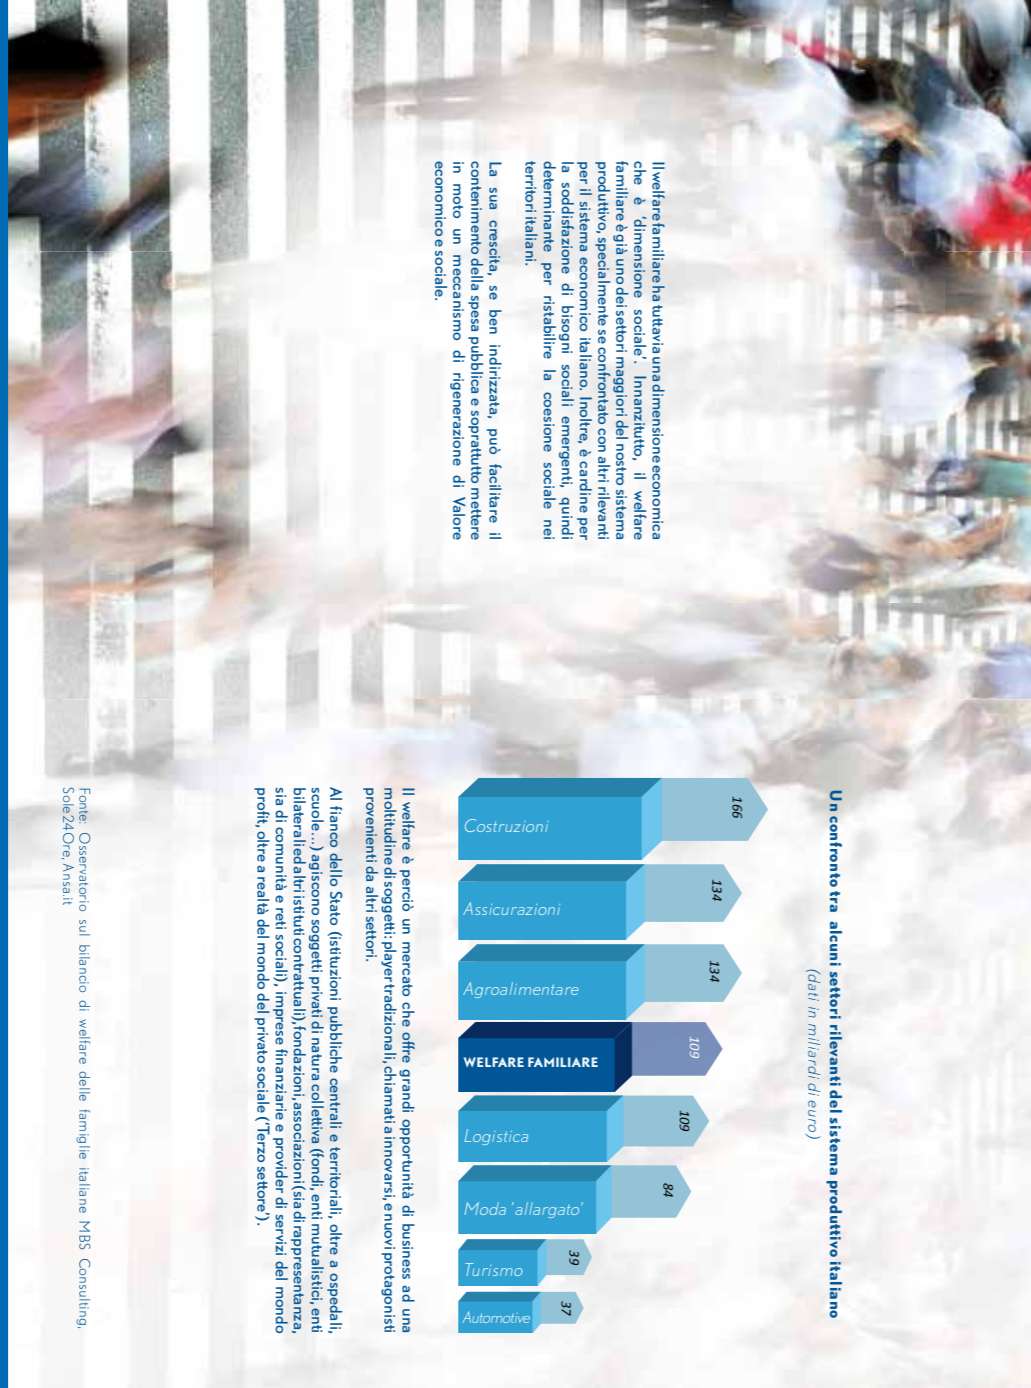 Il welfare familiare ha tuttavia una dimensione economica
che è ‘dimensione sociale’. Innanzitutto, il welfare
familiare è già uno dei settori maggiori del nostro sistema
produttivo, specialmente se confrontato con altri rilevanti
per il sistema economico italiano. Inoltre, è cardine per
la soddisfazione di bisogni sociali emergenti, quindi
determinante per ristabilire la coesione sociale nei
territori italiani.
La sua crescita, se ben indirizzata, può facilitare il
contenimento della spesa pubblica e soprattutto mettere
in moto un meccanismo di rigenerazione di Valore
economico e sociale.
Un confronto tra alcuni settori rilevanti del sistema produttivo italiano
(dati in miliardi di euro)
166
Costruzioni
134
Assicurazioni
134
Agroalimentare
109
WELFARE FAMILIARE
109
Logistica
84
Moda ‘allargato’
39
Turismo
37
Automotive
Il welfare è perciò un mercato che offre grandi opportunità di business ad una
moltitudine di soggetti: player tradizionali, chiamati a innovarsi, e nuovi protagonisti
provenienti da altri settori.
Al fianco dello Stato (istituzioni pubbliche centrali e territoriali, oltre a ospedali,
scuole...) agiscono soggetti privati di natura collettiva (fondi, enti mutualistici, enti
bilaterali ed altri istituti contrattuali), fondazioni, associazioni (sia di rappresentanza,
sia di comunità e reti sociali), imprese finanziarie e provider di servizi del mondo
profit, oltre a realtà del mondo del privato sociale (‘Terzo settore’).
Fonte: Osservatorio sul bilancio di welfare delle famiglie italiane MBS Consulting,
Sole24Ore, Ansa.it